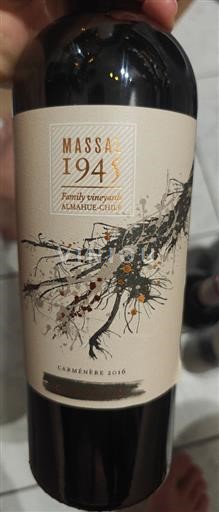 MASSAL
1945
Family vineyards
ALMAHUE-CHILE
CARMÉNÈRE 2016